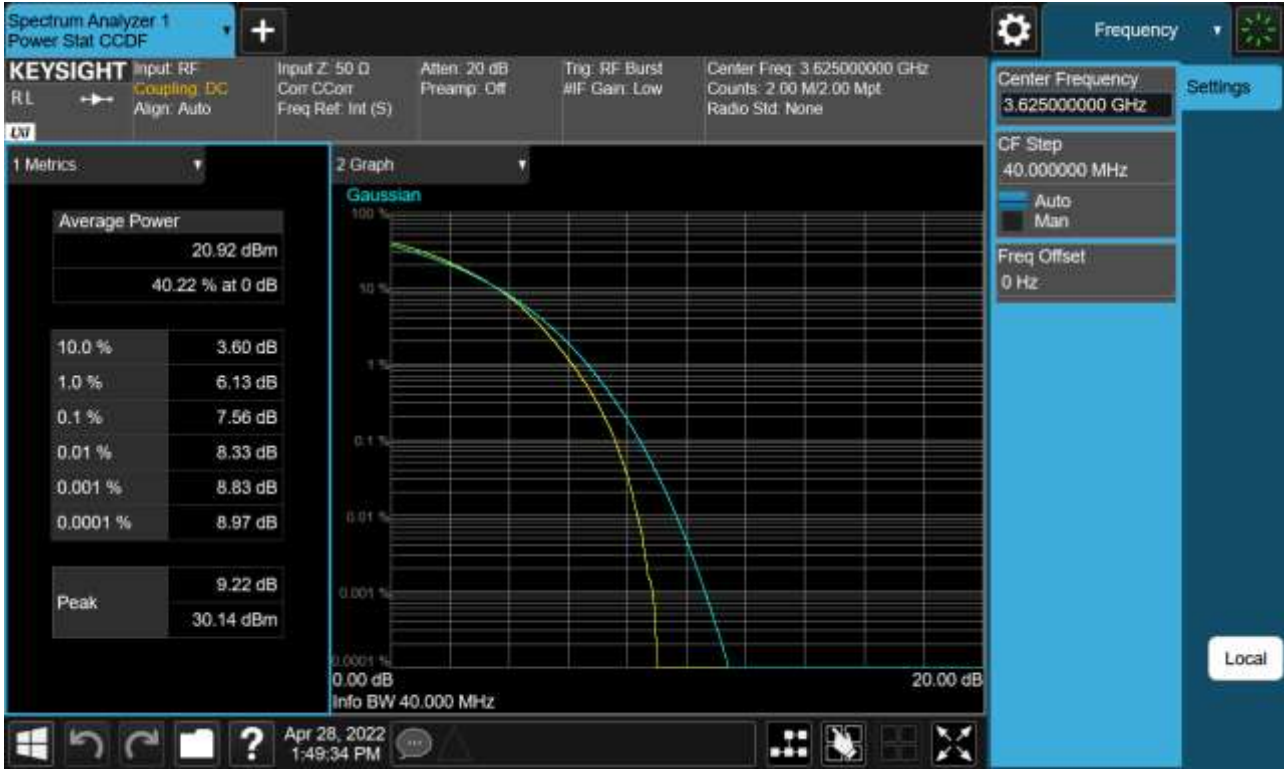 Spectrum Analyzer 1
Power Stat CCDF
+
Frequency
KEYSIGHT
RL
LXI
Input: RF
Coupling: DC
Align: Auto
Input Z: 50 Ω
Corr CCorr
Freq Ref: Int (S)
Atten: 20 dB
Preamp: Off
Trig: RF Burst
#IF Gain: Low
Center Freq: 3.625000000 GHz
Counts: 2.00 M/2.00 Mpt
Radio Std: None
Center Frequency
3.625000000 GHz
Settings
CF Step
40.000000 MHz
Auto
Man
Freq Offset
0 Hz
Local
1 Metrics
Average Power
20.92 dBm
40.22 % at 0 dB
10.0 % 3.60 dB
1.0 % 6.13 dB
0.1 % 7.56 dB
0.01 % 8.33 dB
0.001 % 8.83 dB
0.0001 % 8.97 dB
Peak
9.22 dB
30.14 dBm
2 Graph
Gaussian
100 %
10 %
1 %
0.1 %
0.01 %
0.001 %
0.0001 %
0.00 dB 20.00 dB
Info BW 40.000 MHz
?
Apr 28, 2022
1:49:34 PM